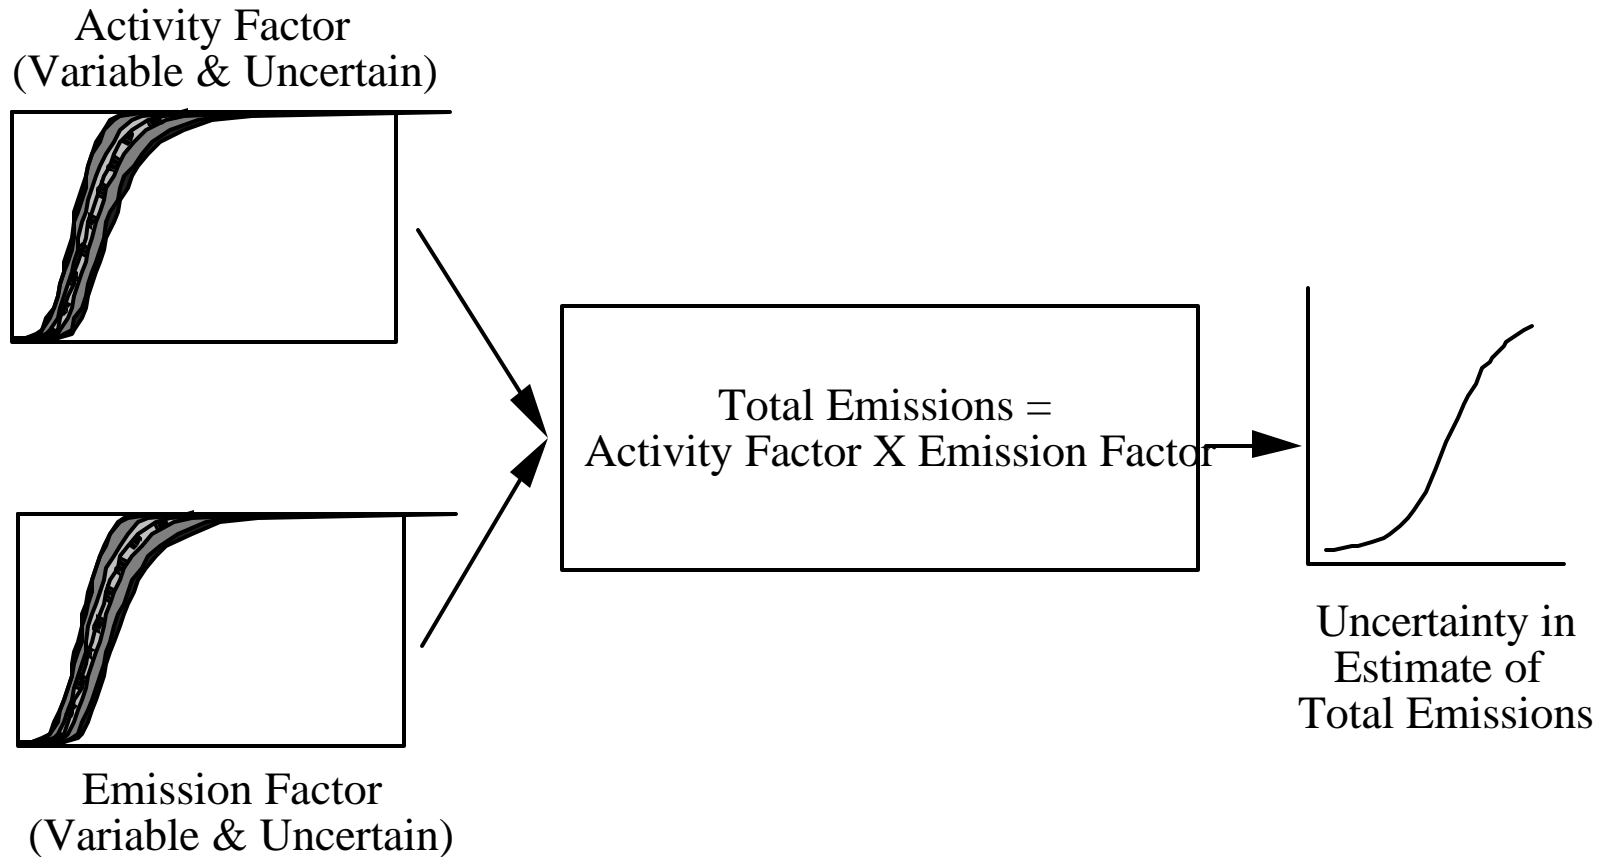 Activity Factor
(Variable & Uncertain)
Total Emissions =
Activity Factor X Emission Factor
Uncertainty in
Estimate of
Total Emissions
Emission Factor
(Variable & Uncertain)